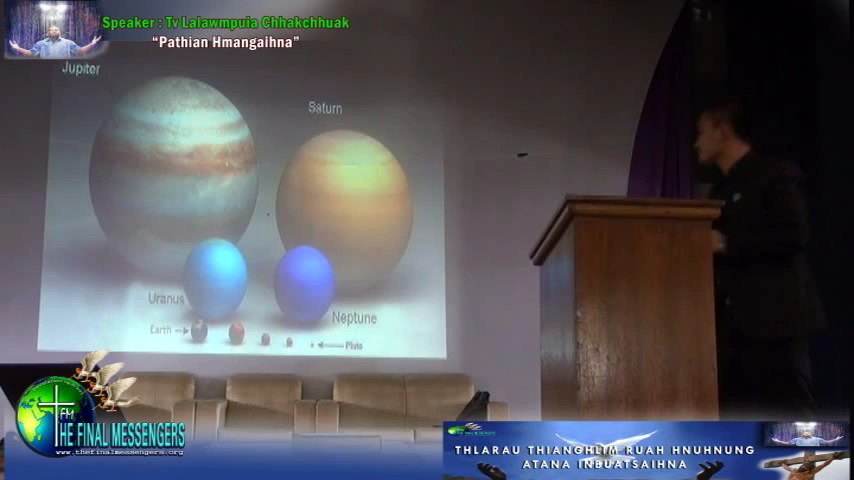 Speaker : Tv Lalawmpuia Chhakchhuak
“Pathian Hmangaihna”
Jupiter
Saturn
Uranus
Neptune
Earth
Pluto
FM
THE FINAL MESSENGERS
www.thefinalmessengers.org
THLARAU THIANGHLIM RUAH HNUHNUNG
ATANA INBUATSAIHNA